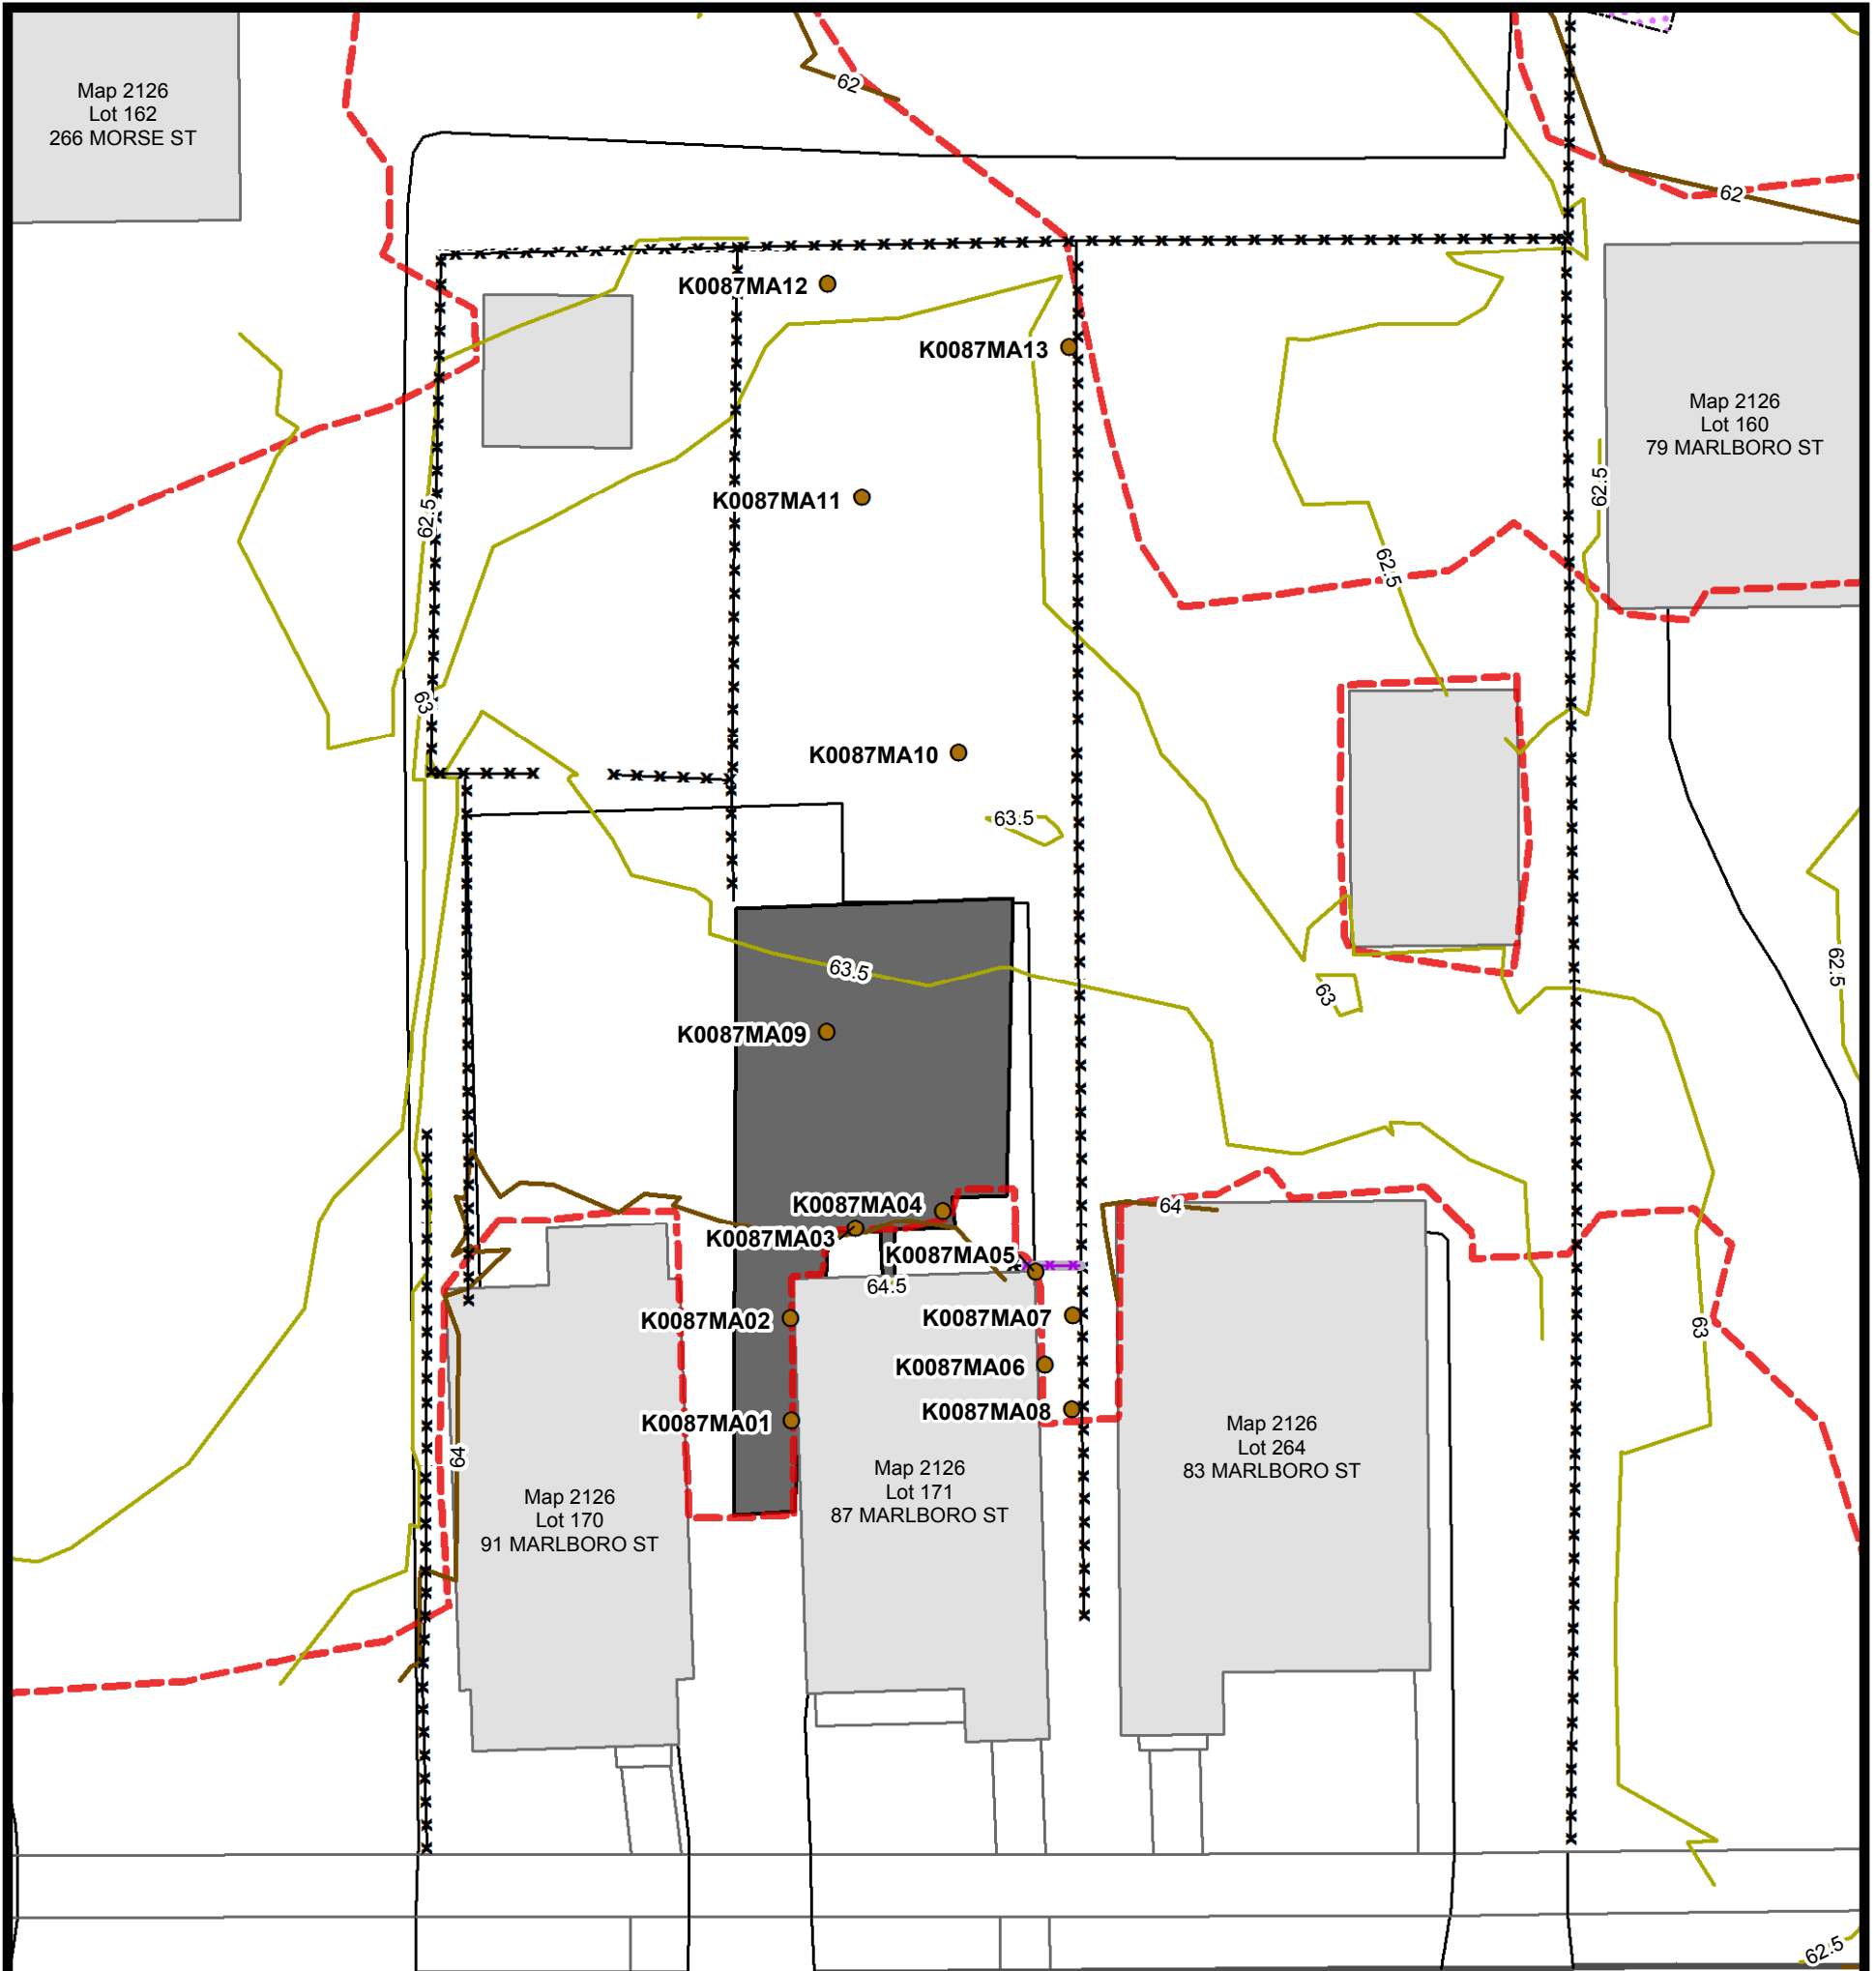 Map 2126
Lot 162
266 MORSE ST
62
62
K0087MA12
K0087MA13
Map 2126
Lot 160
79 MARLBORO ST
62.5
62.5
K0087MA11
62.5
63
K0087MA10
63.5
63.5
62.5
63
K0087MA09
K0087MA04
64
K0087MA03
K0087MA05
64.5
K0087MA07
K0087MA02
63
K0087MA06
K0087MA08
K0087MA01
64
Map 2126
Lot 264
83 MARLBORO ST
Map 2126
Lot 171
87 MARLBORO ST
Map 2126
Lot 170
91 MARLBORO ST
62.5